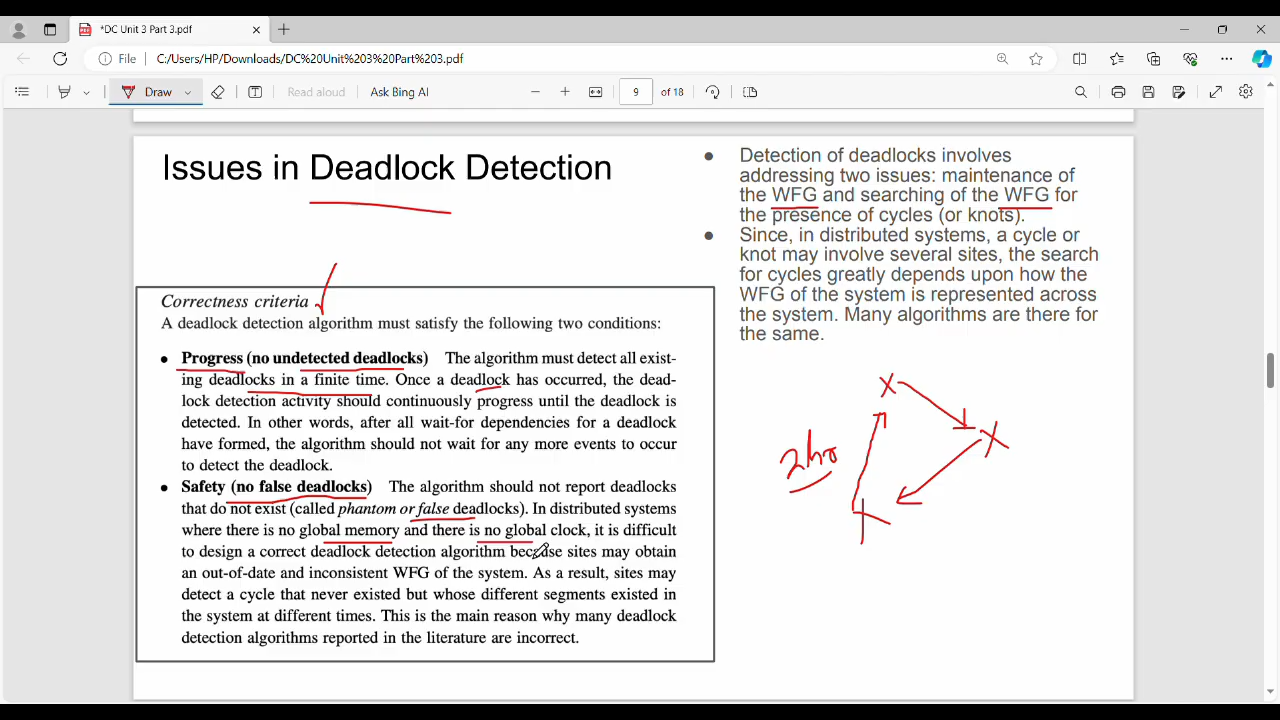 *DC Unit 3 Part 3.pdf
File
C:/Users/HP/Downloads/DC%20Unit%203%20Part%203.pdf
Draw
Read aloud
Ask Bing AI
9
of 18
Issues in Deadlock Detection
Correctness criteria
A deadlock detection algorithm must satisfy the following two conditions:
• Progress (no undetected deadlocks) The algorithm must detect all exist-
ing deadlocks in a finite time. Once a deadlock has occurred, the dead-
lock detection activity should continuously progress until the deadlock is
detected. In other words, after all wait-for dependencies for a deadlock
have formed, the algorithm should not wait for any more events to occur
to detect the deadlock.
• Safety (no false deadlocks) The algorithm should not report deadlocks
that do not exist (called phantom or false deadlocks). In distributed systems
where there is no global memory and there is no global clock, it is difficult
to design a correct deadlock detection algorithm because sites may obtain
an out-of-date and inconsistent WFG of the system. As a result, sites may
detect a cycle that never existed but whose different segments existed in
the system at different times. This is the main reason why many deadlock
detection algorithms reported in the literature are incorrect.
● Detection of deadlocks involves
addressing two issues: maintenance of
the WFG and searching of the WFG for
the presence of cycles (or knots).
● Since, in distributed systems, a cycle or
knot may involve several sites, the search
for cycles greatly depends upon how the
WFG of the system is represented across
the system. Many algorithms are there for
the same.
X
X
2hr